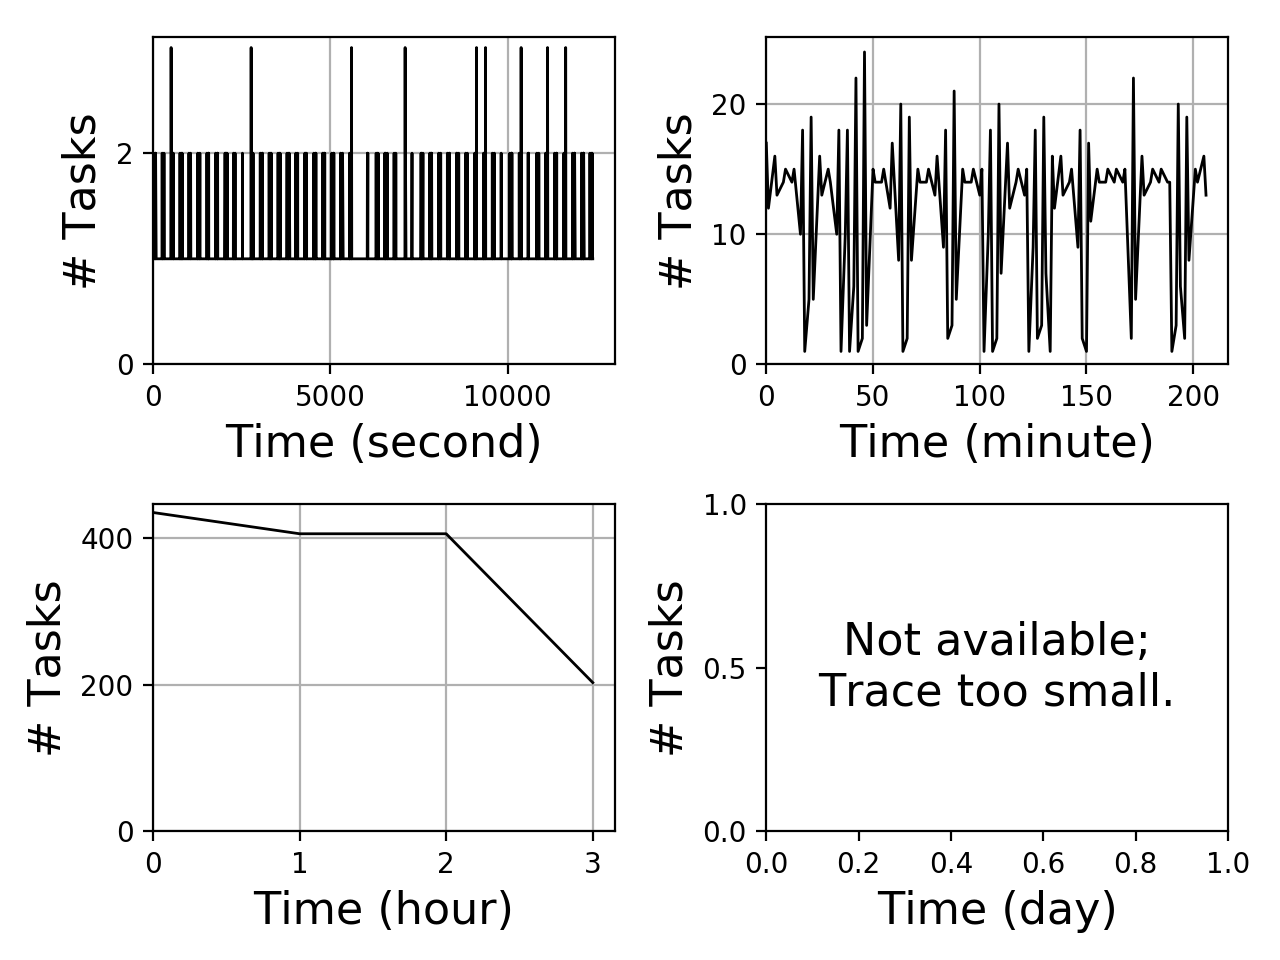 # Tasks
2
0
0 5000 10000
Time (second)
# Tasks
20
10
0
0 50 100 150 200
Time (minute)
# Tasks
400
200
0
0 1 2 3
Time (hour)
# Tasks
1.0
0.5
0.0
Not available;
Trace too small.
0.0 0.2 0.4 0.6 0.8 1.0
Time (day)